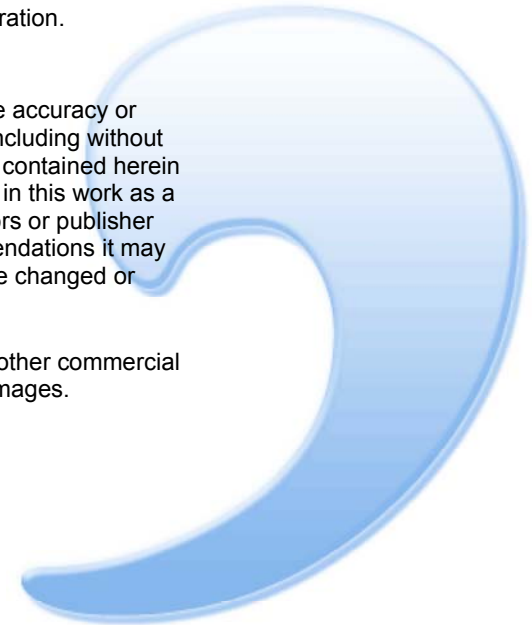 ration.
e accuracy or
ncluding without
contained herein
in this work as a
ors or publisher
endations it may
e changed or
other commercial
mages.